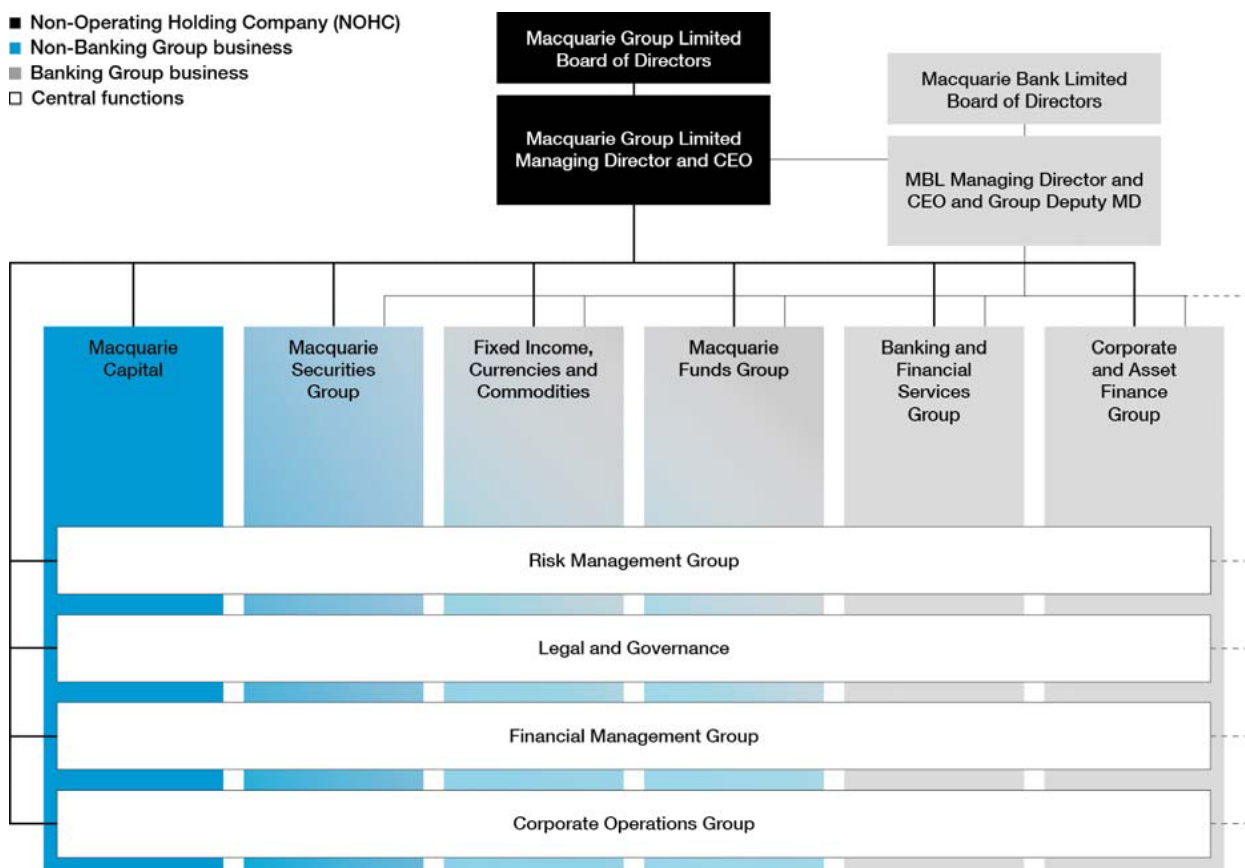 Non-Operating Holding Company (NOHC)
Non-Banking Group business
Banking Group business
Central functions
Macquarie Group Limited
Board of Directors
Macquarie Bank Limited
Board of Directors
Macquarie Group Limited
Managing Director and CEO
MBL Managing Director and
CEO and Group Deputy MD
Macquarie
Capital
Macquarie
Securities
Group
Fixed Income,
Currencies and
Commodities
Macquarie
Funds Group
Banking and
Financial
Services
Group
Corporate
and Asset
Finance
Group
Risk Management Group
Legal and Governance
Financial Management Group
Corporate Operations Group